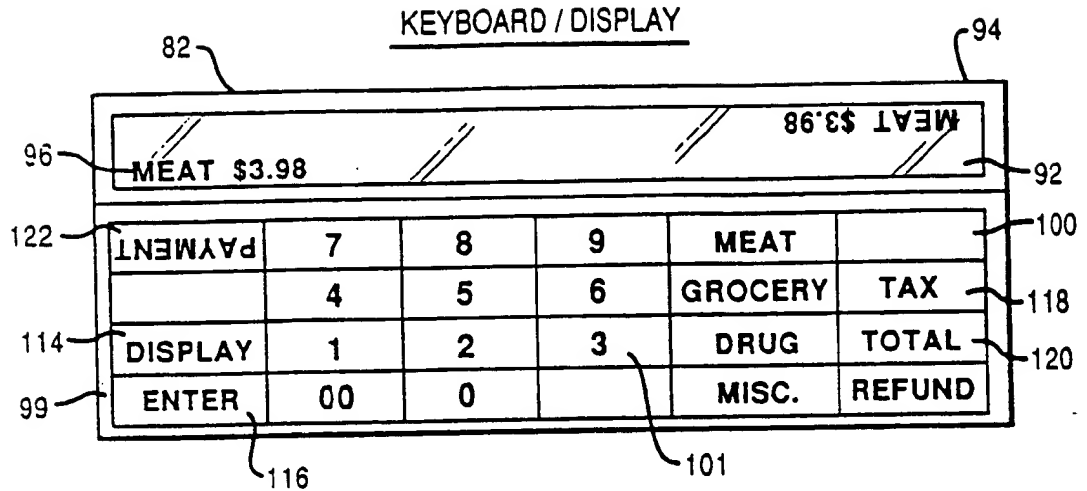 KEYBOARD / DISPLAY
82
94
MEAT $3.98
96
MEAT $3.98
92
122
PAYMENT 7 8 9 MEAT
100
4 5 6 GROCERY TAX
118
114
DISPLAY 1 2 3 DRUG TOTAL
120
99
ENTER 00 0 MISC. REFUND
116
101